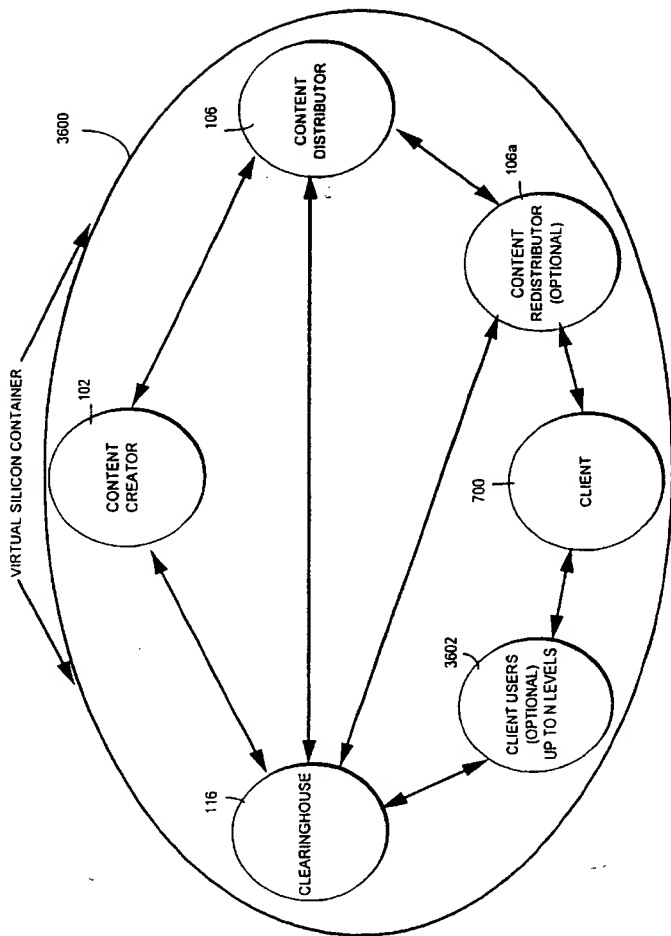 VIRTUAL SILICON CONTAINER
3600
102
CONTENT
CREATOR
106
CONTENT
DISTRIBUTOR
116
CLEARINGHOUSE
106a
CONTENT
REDISTRIBUTOR
(OPTIONAL)
3602
CLIENT USERS
(OPTIONAL)
UP TO N LEVELS
700
CLIENT